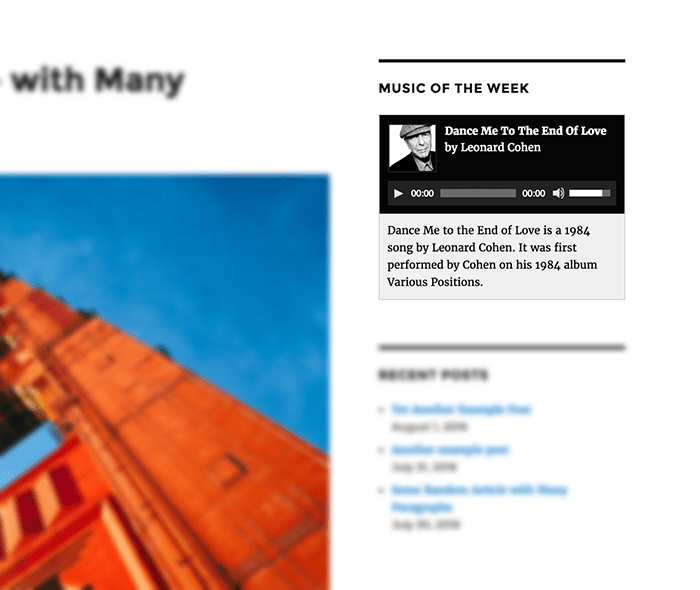 - with Many
MUSIC OF THE WEEK
Dance Me To The End Of Love
by Leonard Cohen
00:00
00:00
Dance Me to the End of Love is a 1984
song by Leonard Cohen. It was first
performed by Cohen on his 1984 album
Various Positions.
RECENT POSTS
Yet Another Example Post
August 1, 2016
Another example post
July 31, 2016
Some Random Article with Many
Paragraphs
July 30, 2016